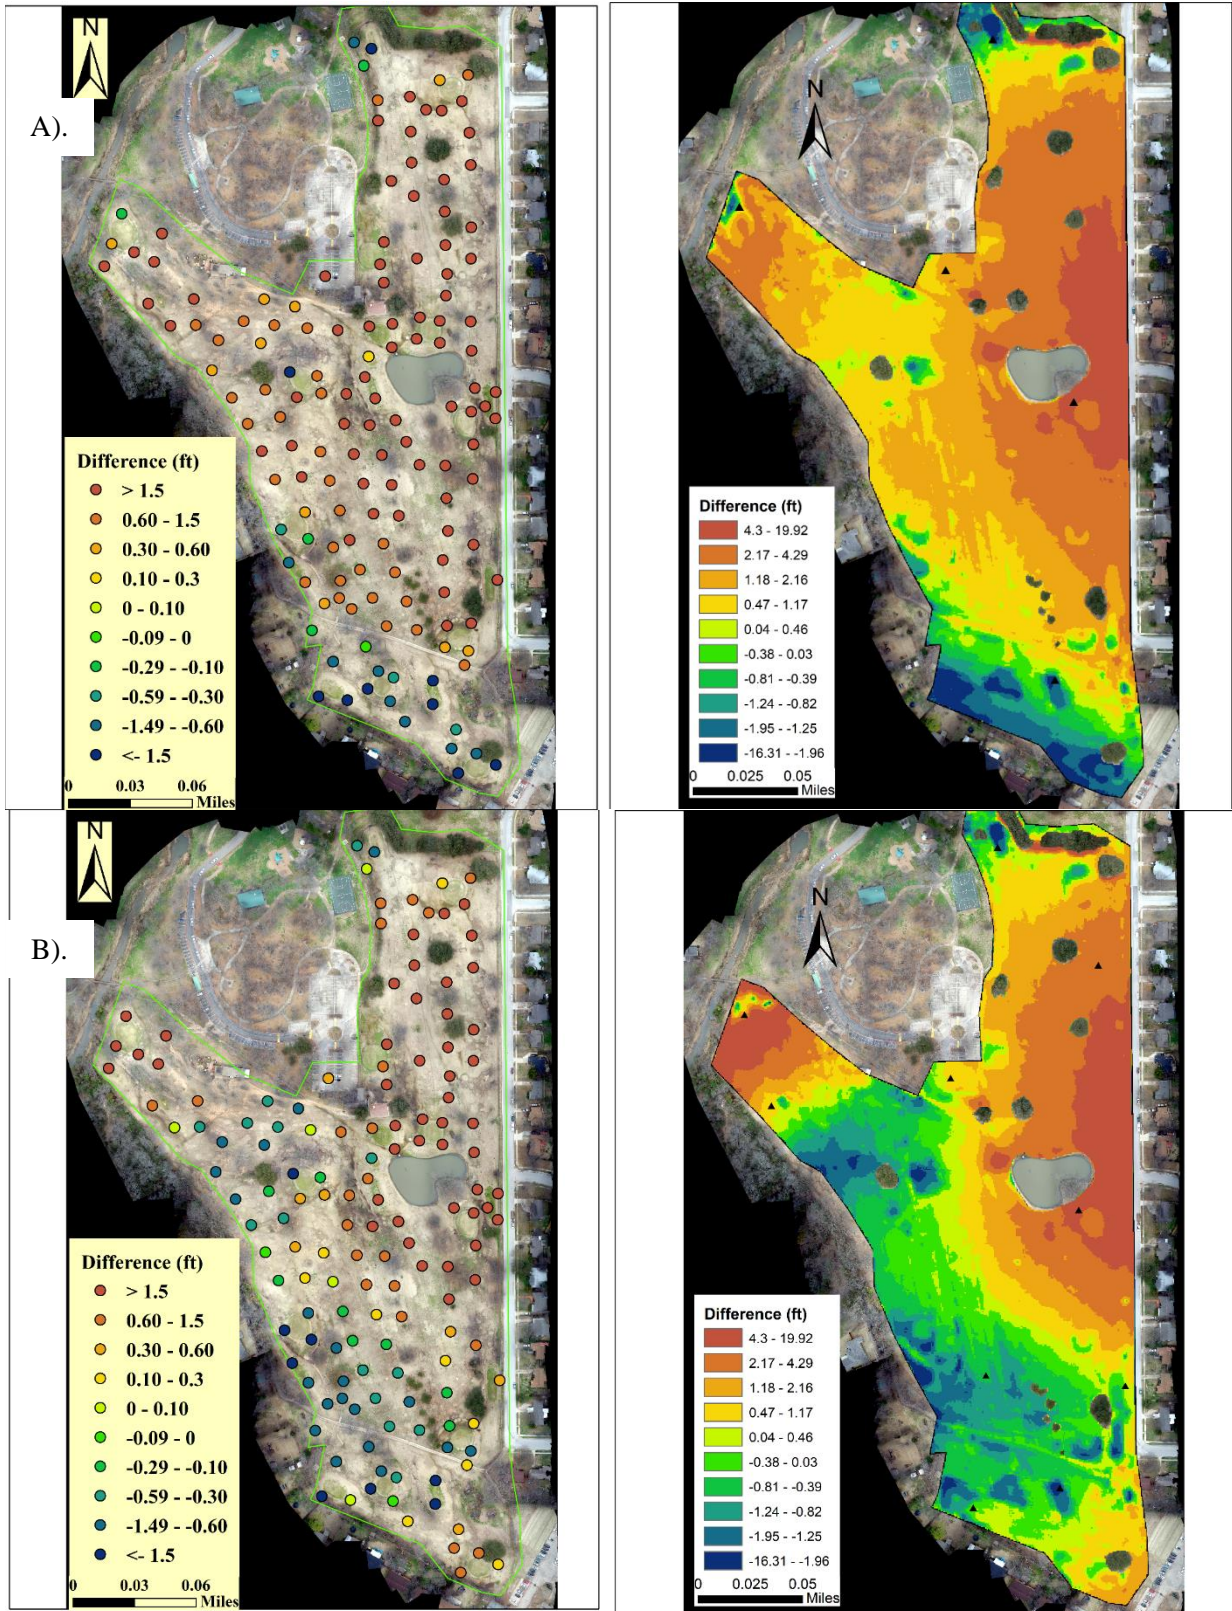 N
A).
Difference (ft)
> 1.5
0.60 - 1.5
0.30 - 0.60
0.10 - 0.3
0 - 0.10
-0.09 - 0
-0.29 - -0.10
-0.59 - -0.30
-1.49 - -0.60
<- 1.5
0 0.03 0.06
Miles
N
Difference (ft)
4.3 - 19.92
2.17 - 4.29
1.18 - 2.16
0.47 - 1.17
0.04 - 0.46
-0.38 - 0.03
-0.81 - -0.39
-1.24 - -0.82
-1.95 - -1.25
-16.31 - -1.96
0 0.025 0.05
Miles
N
B).
Difference (ft)
> 1.5
0.60 - 1.5
0.30 - 0.60
0.10 - 0.3
0 - 0.10
-0.09 - 0
-0.29 - -0.10
-0.59 - -0.30
-1.49 - -0.60
<- 1.5
0 0.03 0.06
Miles
N
Difference (ft)
4.3 - 19.92
2.17 - 4.29
1.18 - 2.16
0.47 - 1.17
0.04 - 0.46
-0.38 - 0.03
-0.81 - -0.39
-1.24 - -0.82
-1.95 - -1.25
-16.31 - -1.96
0 0.025 0.05
Miles